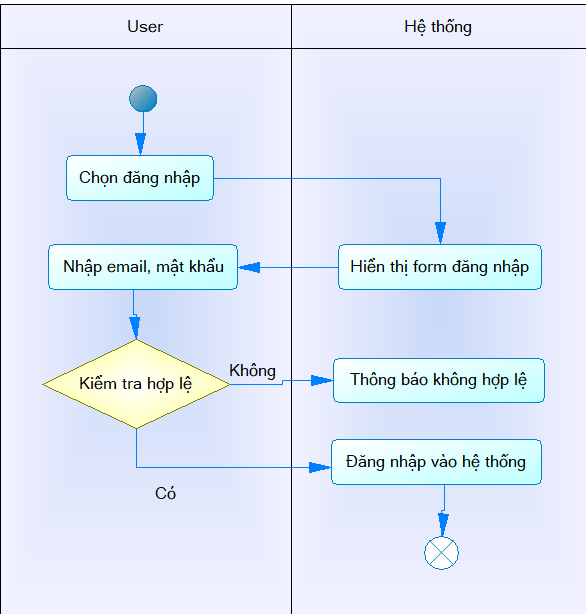 User
Hệ thống
Chọn đăng nhập
Nhập email, mật khẩu
Hiển thị form đăng nhập
Kiểm tra hợp lệ
Không
Thông báo không hợp lệ
Đăng nhập vào hệ thống
Có